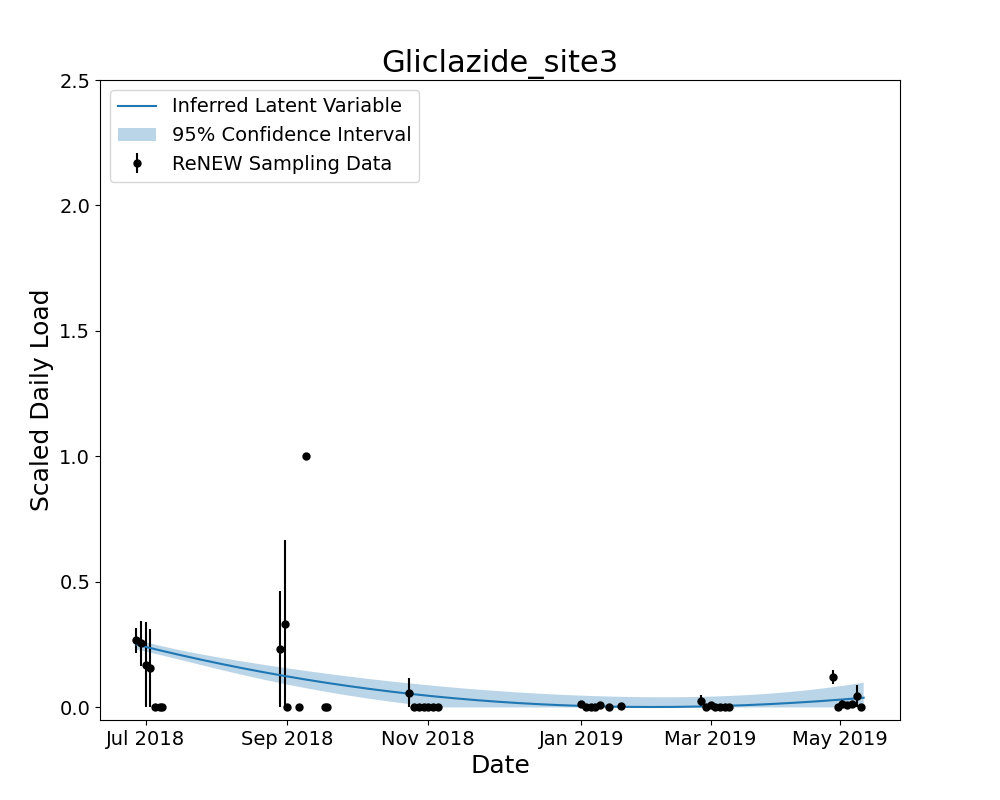 Gliclazide_site3
Inferred Latent Variable
95% Confidence Interval
ReNEW Sampling Data
Scaled Daily Load
2.5
2.0
1.5
1.0
0.5
0.0
Jul 2018 Sep 2018 Nov 2018 Jan 2019 Mar 2019 May 2019
Date